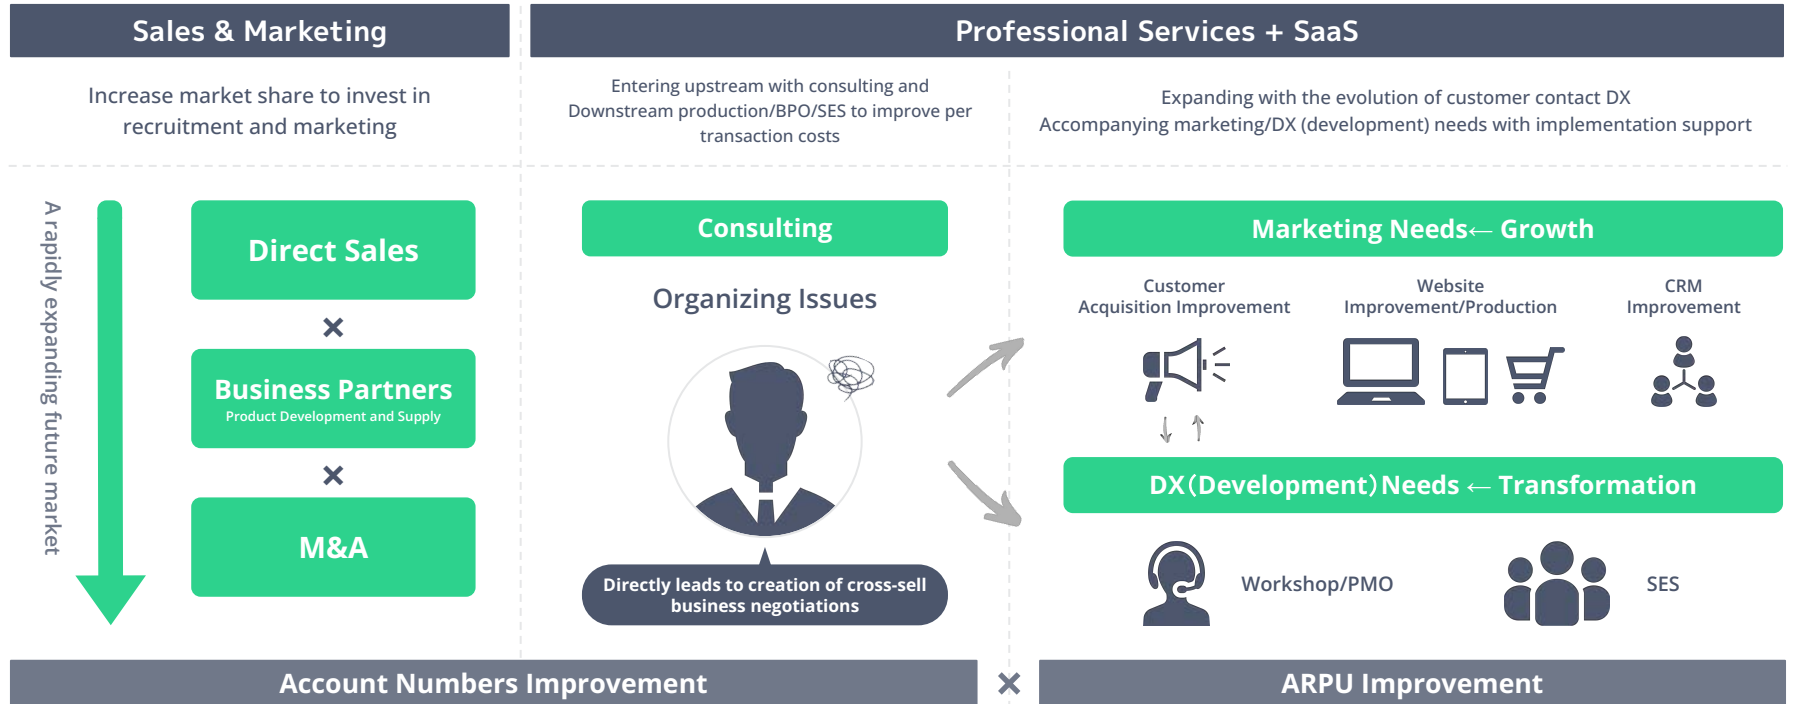 Sales & Marketing
Professional Services + SaaS
Increase market share to invest in
recruitment and marketing
Entering upstream with consulting and
Downstream production/BPO/SES to improve per
transaction costs
Expanding with the evolution of customer contact DX
Accompanying marketing/DX (development) needs with implementation support
A rapidly expanding future market
Direct Sales
×
Business Partners
Product Development and Supply
×
M&A
Consulting
Organizing Issues
Directly leads to creation of cross-sell
business negotiations
Marketing Needs← Growth
Customer
Acquisition Improvement
Website
Improvement/Production
CRM
Improvement
DX(Development)Needs ← Transformation
Workshop/PMO
SES
Account Numbers Improvement
×
ARPU Improvement